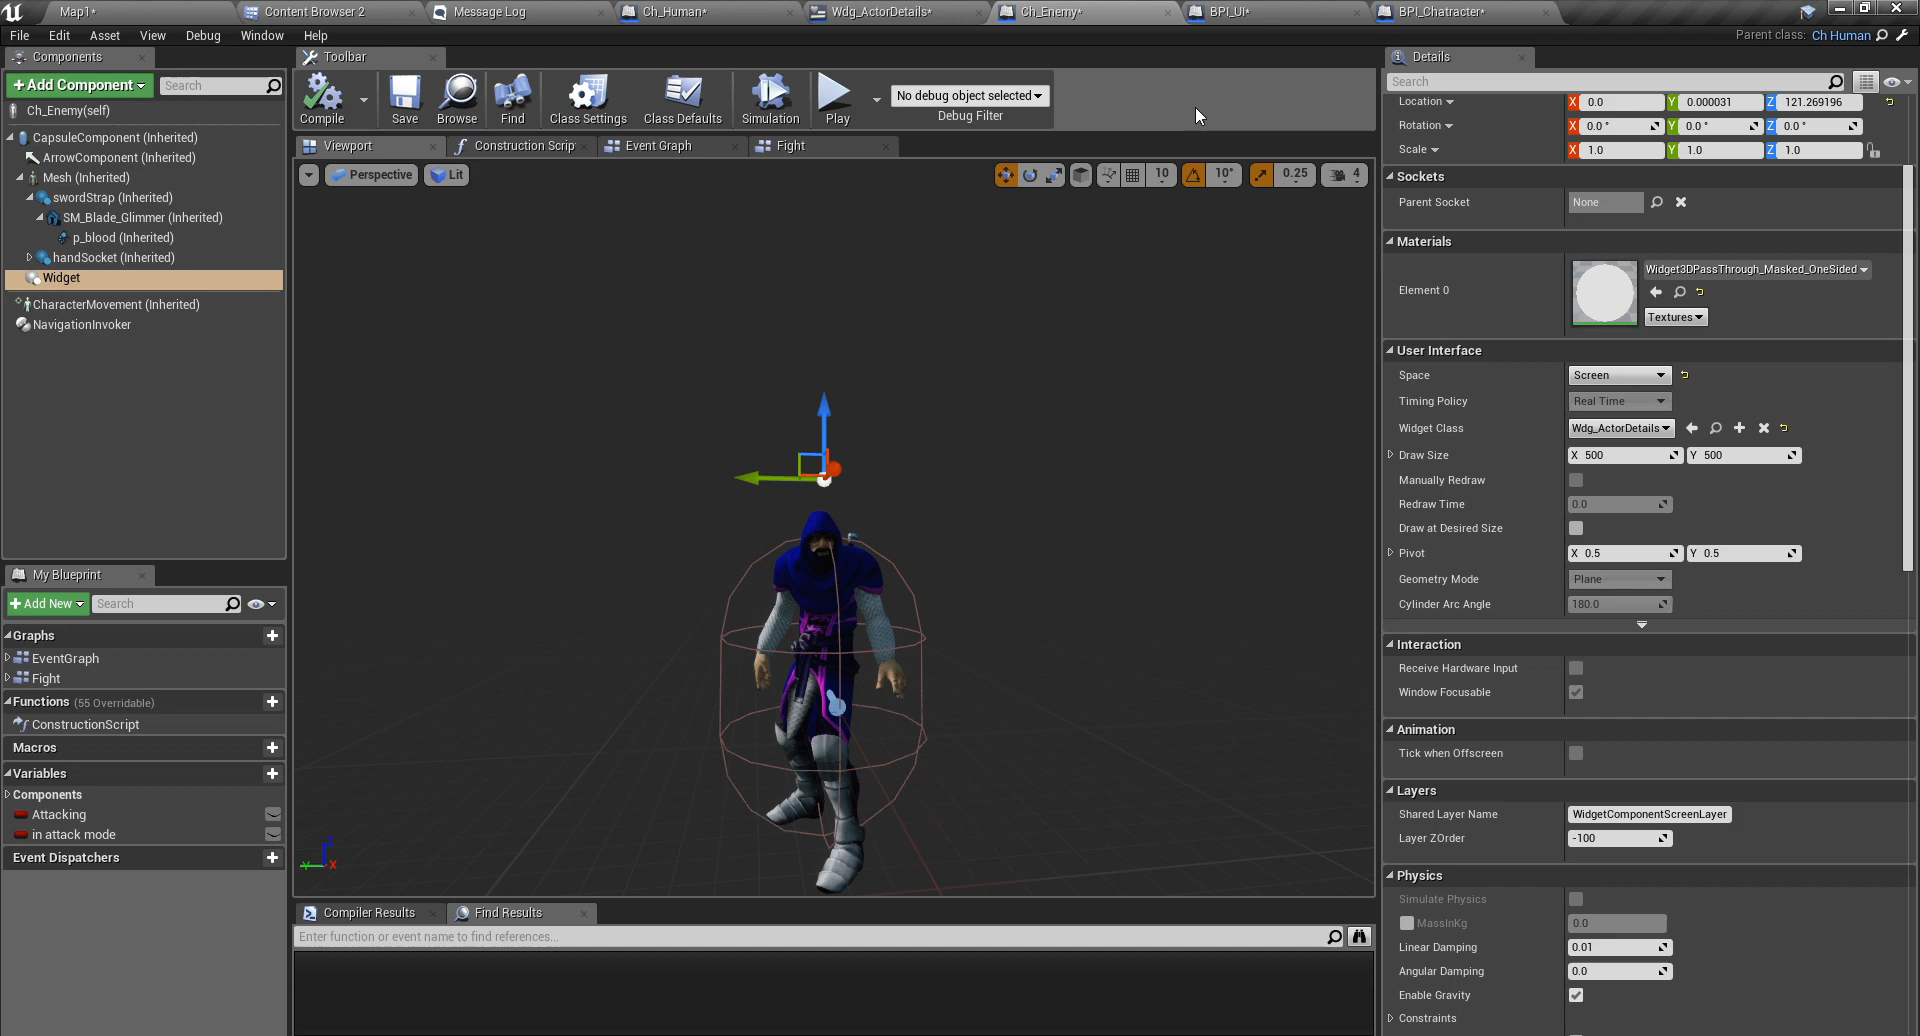 Map1*
Content Browser 2
Message Log
Ch_Human*
Wdg_ActorDetails*
Ch_Enemy*
BPI_UI*
BPI_Chatracter*
File Edit Asset View Debug Window Help
Parent class: Ch Human
Components
+Add Component
Search
Ch_Enemy(self)
CapsuleComponent (Inherited)
ArrowComponent (Inherited)
Mesh (Inherited)
swordStrap (Inherited)
SM_Blade_Glimmer (Inherited)
p_blood (Inherited)
handSocket (Inherited)
Widget
CharacterMovement (Inherited)
NavigationInvoker
My Blueprint
+Add New
Search
Graphs
EventGraph
Fight
Functions (55 Overridable)
ConstructionScript
Macros
Variables
Components
Attacking
in attack mode
Event Dispatchers
Toolbar
Compile
Save
Browse
Find
Class Settings
Class Defaults
Simulation
Play
No debug object selected
Debug Filter
Viewport
Construction Scrip
Event Graph
Fight
Perspective
Lit
10
10°
0.25
4
Z
Y
X
Compiler Results
Find Results
Enter function or event name to find references...
Details
Search
Location X 0.0 Y 0.000031 Z 121.269196
Rotation X 0.0 ° Y 0.0 ° Z 0.0 °
Scale X 1.0 Y 1.0 Z 1.0
Sockets
Parent Socket None
Materials
Element 0
Widget3DPassThrough_Masked_OneSided
Textures
User Interface
Space Screen
Timing Policy Real Time
Widget Class Wdg_ActorDetails
Draw Size X 500 Y 500
Manually Redraw
Redraw Time 0.0
Draw at Desired Size
Pivot X 0.5 Y 0.5
Geometry Mode Plane
Cylinder Arc Angle 180.0
Interaction
Receive Hardware Input
Window Focusable
Animation
Tick when Offscreen
Layers
Shared Layer Name WidgetComponentScreenLayer
Layer ZOrder -100
Physics
Simulate Physics
MassInKg 0.0
Linear Damping 0.01
Angular Damping 0.0
Enable Gravity
Constraints